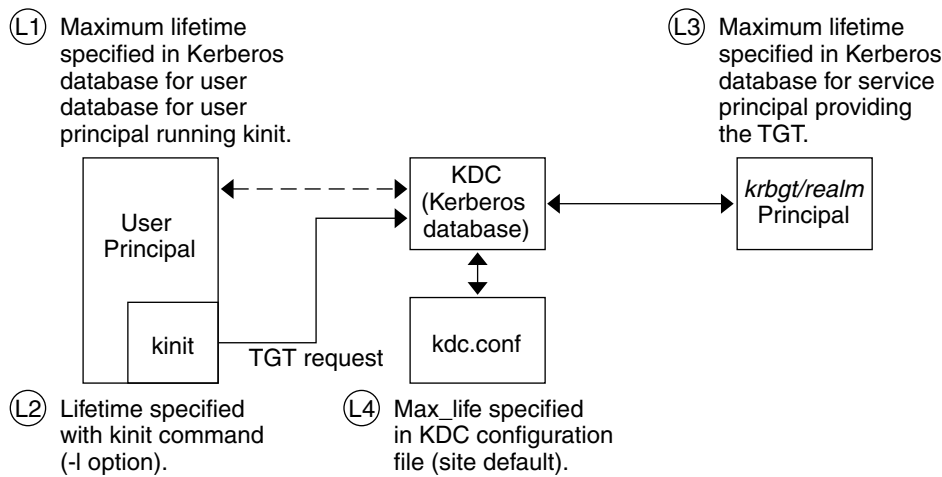 L1 Maximum lifetime
specified in Kerberos
database for user
database for user
principal running kinit.
L3 Maximum lifetime
specified in Kerberos
database for service
principal providing
the TGT.
User
Principal
kinit
TGT request
KDC
(Kerberos
database)
kdc.conf
krbgt/realm
Principal
L2 Lifetime specified
with kinit command
(-l option).
L4 Max_life specified
in KDC configuration
file (site default).